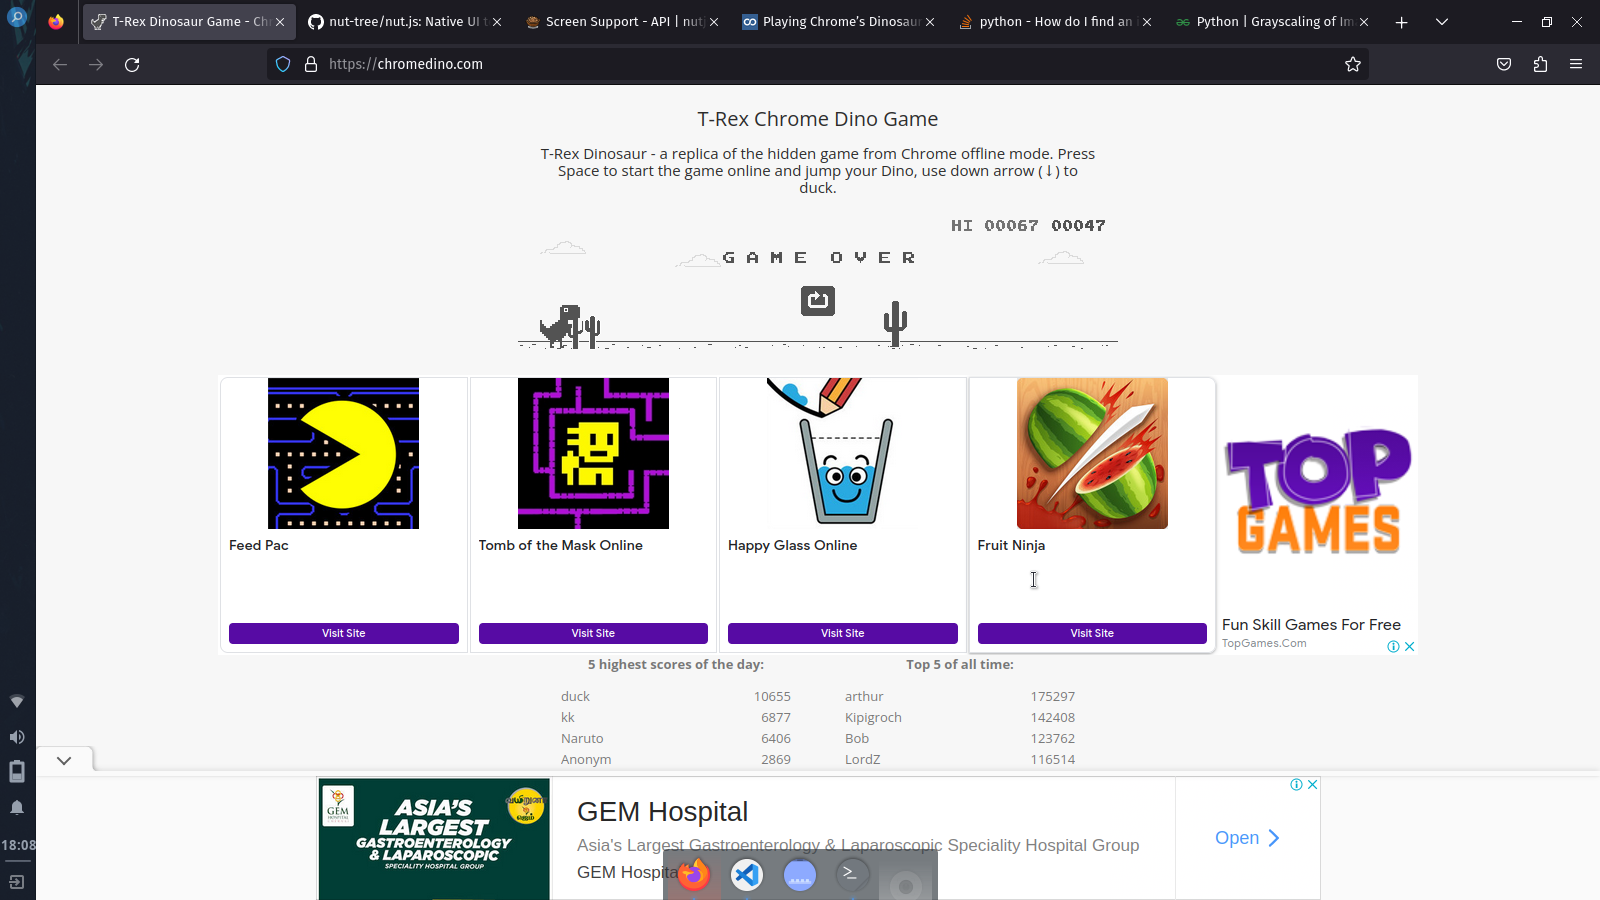 T-Rex Dinosaur Game - Chr
nut-tree/nut.js: Native UI t
Screen Support - API | nut
Playing Chrome's Dinosaur
python - How do I find an i
Python | Grayscaling of Im
https://chromedino.com
T-Rex Chrome Dino Game
T-Rex Dinosaur - a replica of the hidden game from Chrome offline mode. Press
Space to start the game online and jump your Dino, use down arrow (↓) to
duck.
HI 00067 00047
GAME OVER
Feed Pac
Tomb of the Mask Online
Happy Glass Online
Fruit Ninja
Visit Site
Visit Site
Visit Site
Visit Site
TOP
GAMES
Fun Skill Games For Free
TopGames.Com
5 highest scores of the day:
Top 5 of all time:
duck 10655 arthur 175297
kk 6877 Kipigroch 142408
Naruto 6406 Bob 123762
Anonym 2869 LordZ 116514
18:08
GEM
HOSPITAL
ASIA'S
LARGEST
GASTROENTEROLOGY
& LAPAROSCOPIC
SPECIALITY HOSPITAL GROUP
GEM Hospital
Asia's Largest Gastroenterology & Laparoscopic Speciality Hospital Group
GEM Hospita
Open